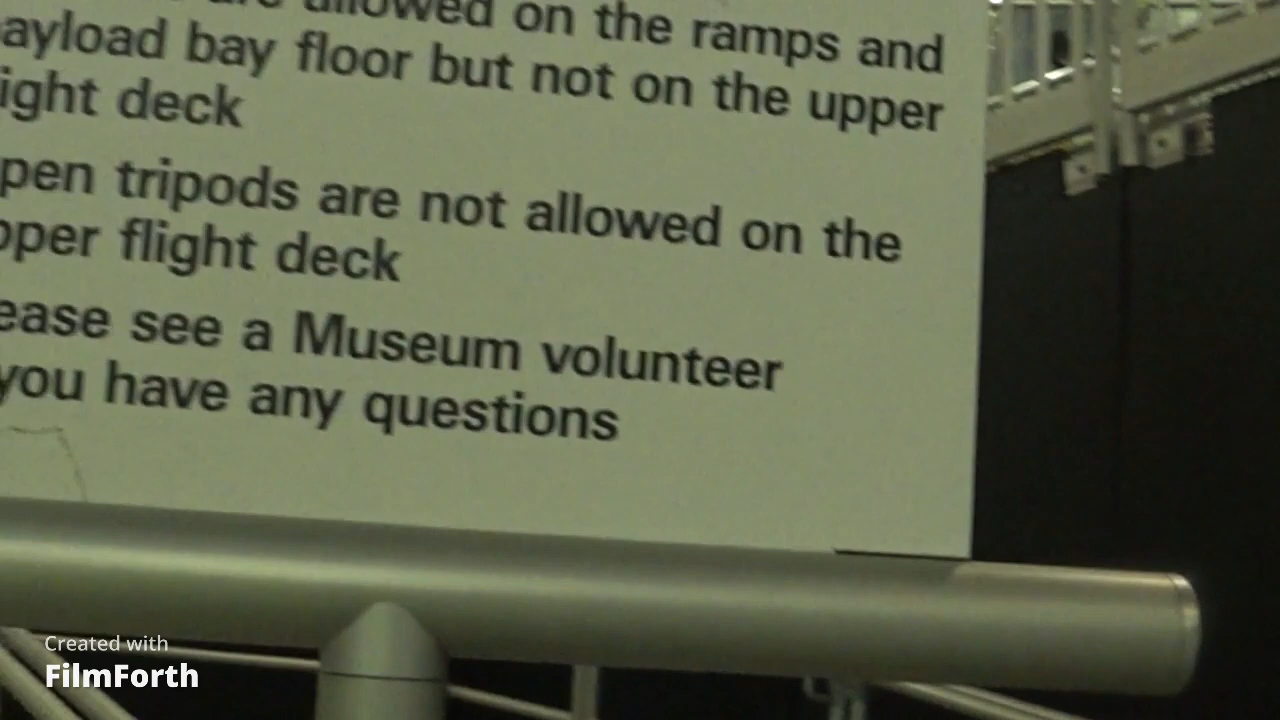 allowed on the ramps and
ayload bay floor but not on the upper
ight deck
pen tripods are not allowed on the
pper flight deck
ease see a Museum volunteer
you have any questions
Created with
FilmForth